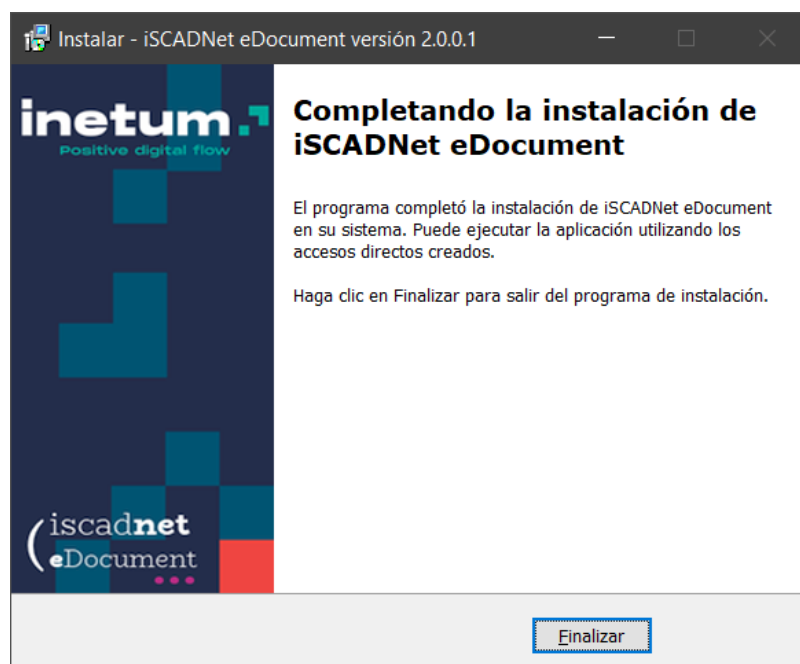 Instalar - iSCADNet eDocument versión 2.0.0.1
inetum.
Positive digital flow
Completando la instalación de
iSCADNet eDocument
El programa completó la instalación de iSCADNet eDocument
en su sistema. Puede ejecutar la aplicación utilizando los
accesos directos creados.
Haga clic en Finalizar para salir del programa de instalación.
(iscadnet
eDocument
Finalizar